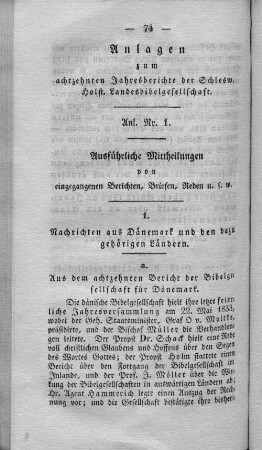 — 74 —
Anlagen
zum
achtzehnten Jahresberichte der Schlesw.
Holst. Landesbibelgesellschaft.
Anl. Nr. 1.
Ausführliche Mittheilungen
von
eingegangenen Berichten, Briefen, Reden u. s. w.
1.
Nachrichten aus Dänemark und den dazu
gehörigen Ländern.
a.
Aus dem achtzehnten Bericht der Bibelge
sellschaft für Dänemark.
Die dänische Bibelgesellschaft hielt ihre letzte feier
liche Jahresversammlung am 22. Mai 1833,
wobei der Geh. Staatsminister, Graf O. v. Moltke,
präsidirte, und der Bischof Müller die Verhandlun
gen leitete. Der Propst Dr. Schack hielt eine Rede
voll christlichen Glaubens und Hoffens über den Segen
des Wortes Gottes; der Propst Holm stattete einen
Bericht über den Fortgang der Bibelgesellschaft im
Inlande, und der Prof. J. Möller über die Wirkung
der Bibelgesellschaften in auswärtigen Ländern ab;
Hr. Agent Hammerich legte einen Auszug der Rech
vor; und die Gesellschaft bestätigte ihre bisheri